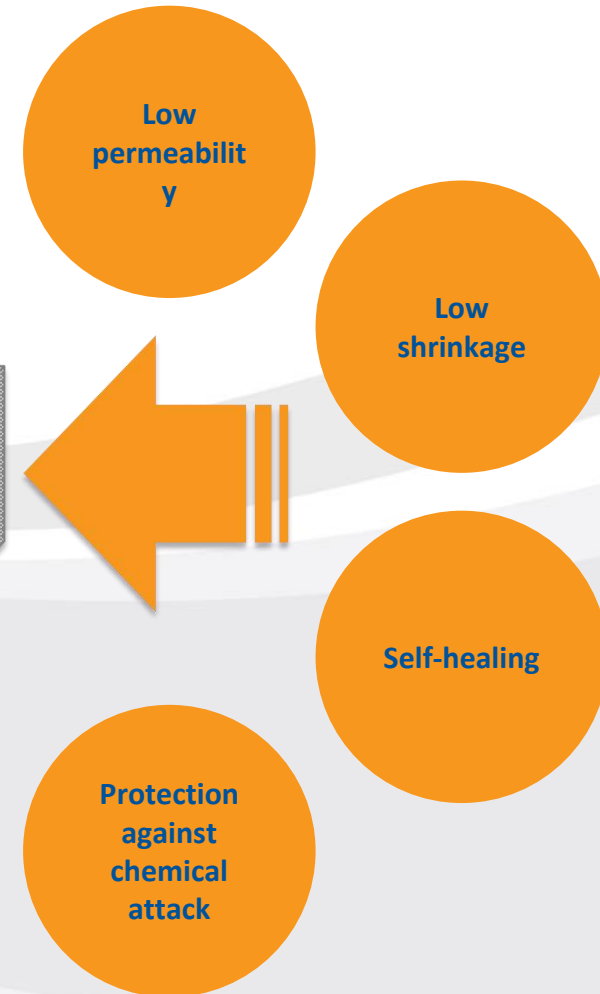 Low
permeabilit
y
Low
shrinkage
Self-healing
Protection
against
chemical
attack